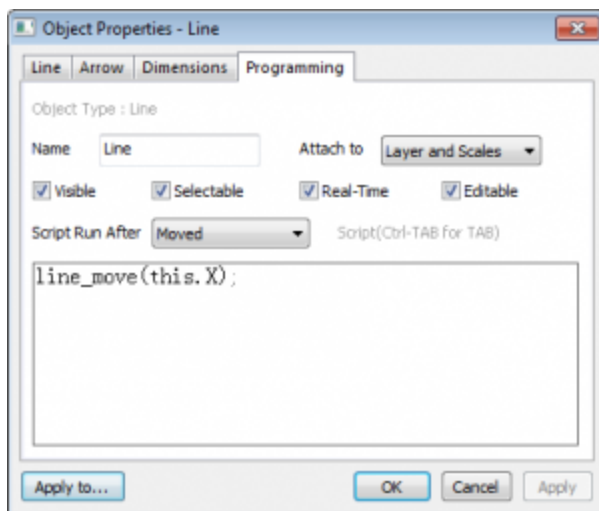 Object Properties - Line
Line Arrow Dimensions Programming
Object Type : Line
Name Line Attach to Layer and Scales
Visible Selectable Real-Time Editable
Script Run After Moved Script(Ctrl-TAB for TAB)
line_move(this.X);
Apply to... OK Cancel Apply